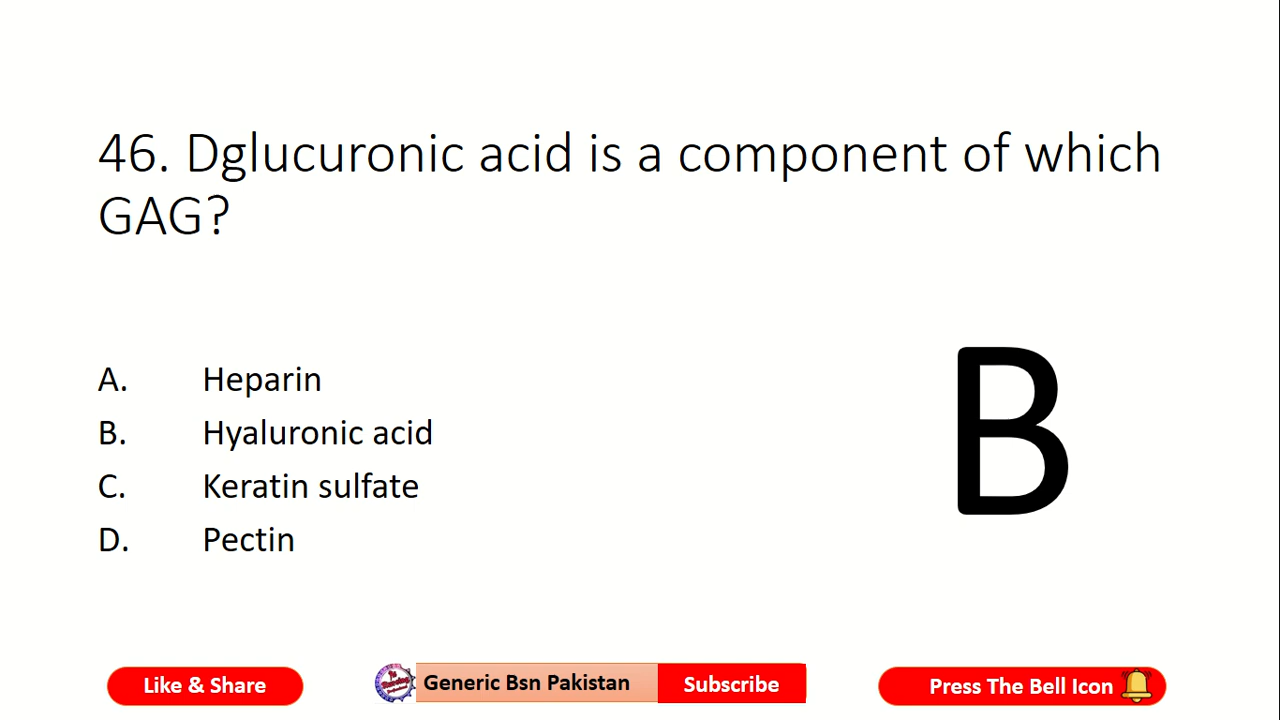 46. Dglucuronic acid is a component of which
GAG?
A. Heparin
B. Hyaluronic acid
C. Keratin sulfate
D. Pectin
B
Like & Share
Generic Bsn Pakistan
Subscribe
Press The Bell Icon